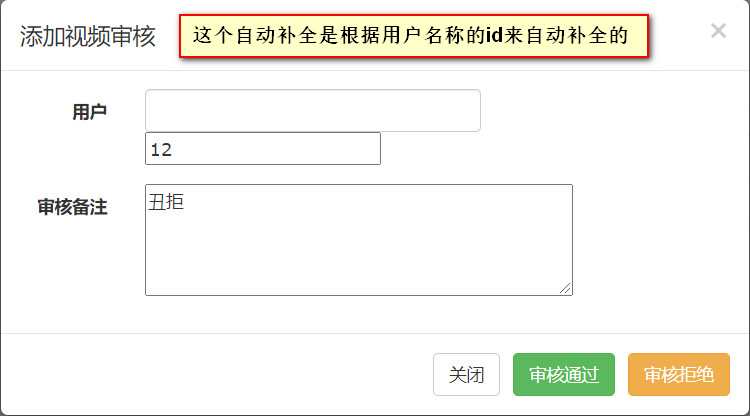 添加视频审核
这个自动补全是根据用户名称的id来自动补全的
×
用户
12
审核备注
丑拒
关闭
审核通过
审核拒绝